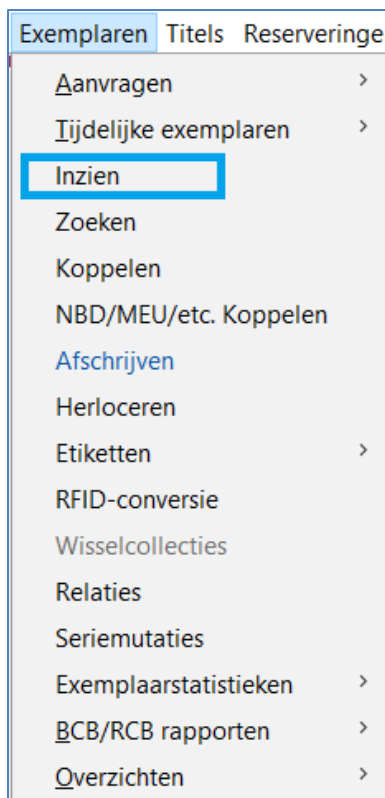 Exemplaren Titels Reserveringe
Aanvragen >
Tijdelijke exemplaren >
Inzien
Zoeken
Koppelen
NBD/MEU/etc. Koppelen
Afschrijven
Herloceren
Etiketten >
RFID-conversie
Wisselcollecties
Relaties
Seriemutaties
Exemplaarstatistieken >
BCB/RCB rapporten >
Overzichten >